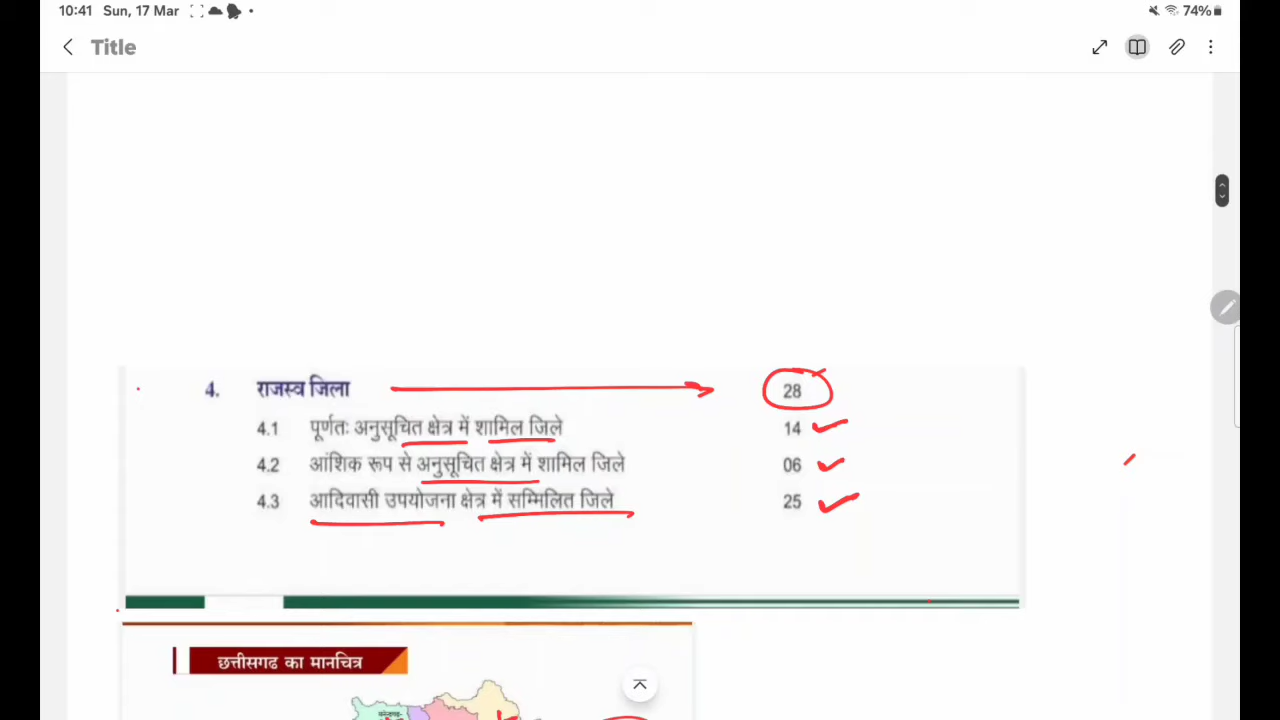 10:41 Sun, 17 Mar
74%
Title
4. राजस्व जिला 28
4.1 पूर्णतः अनुसूचित क्षेत्र में शामिल जिले 14
4.2 आंशिक रूप से अनुसूचित क्षेत्र में शामिल जिले 06
4.3 आदिवासी उपयोजना क्षेत्र में सम्मिलित जिले 25
छत्तीसगढ का मानचित्र